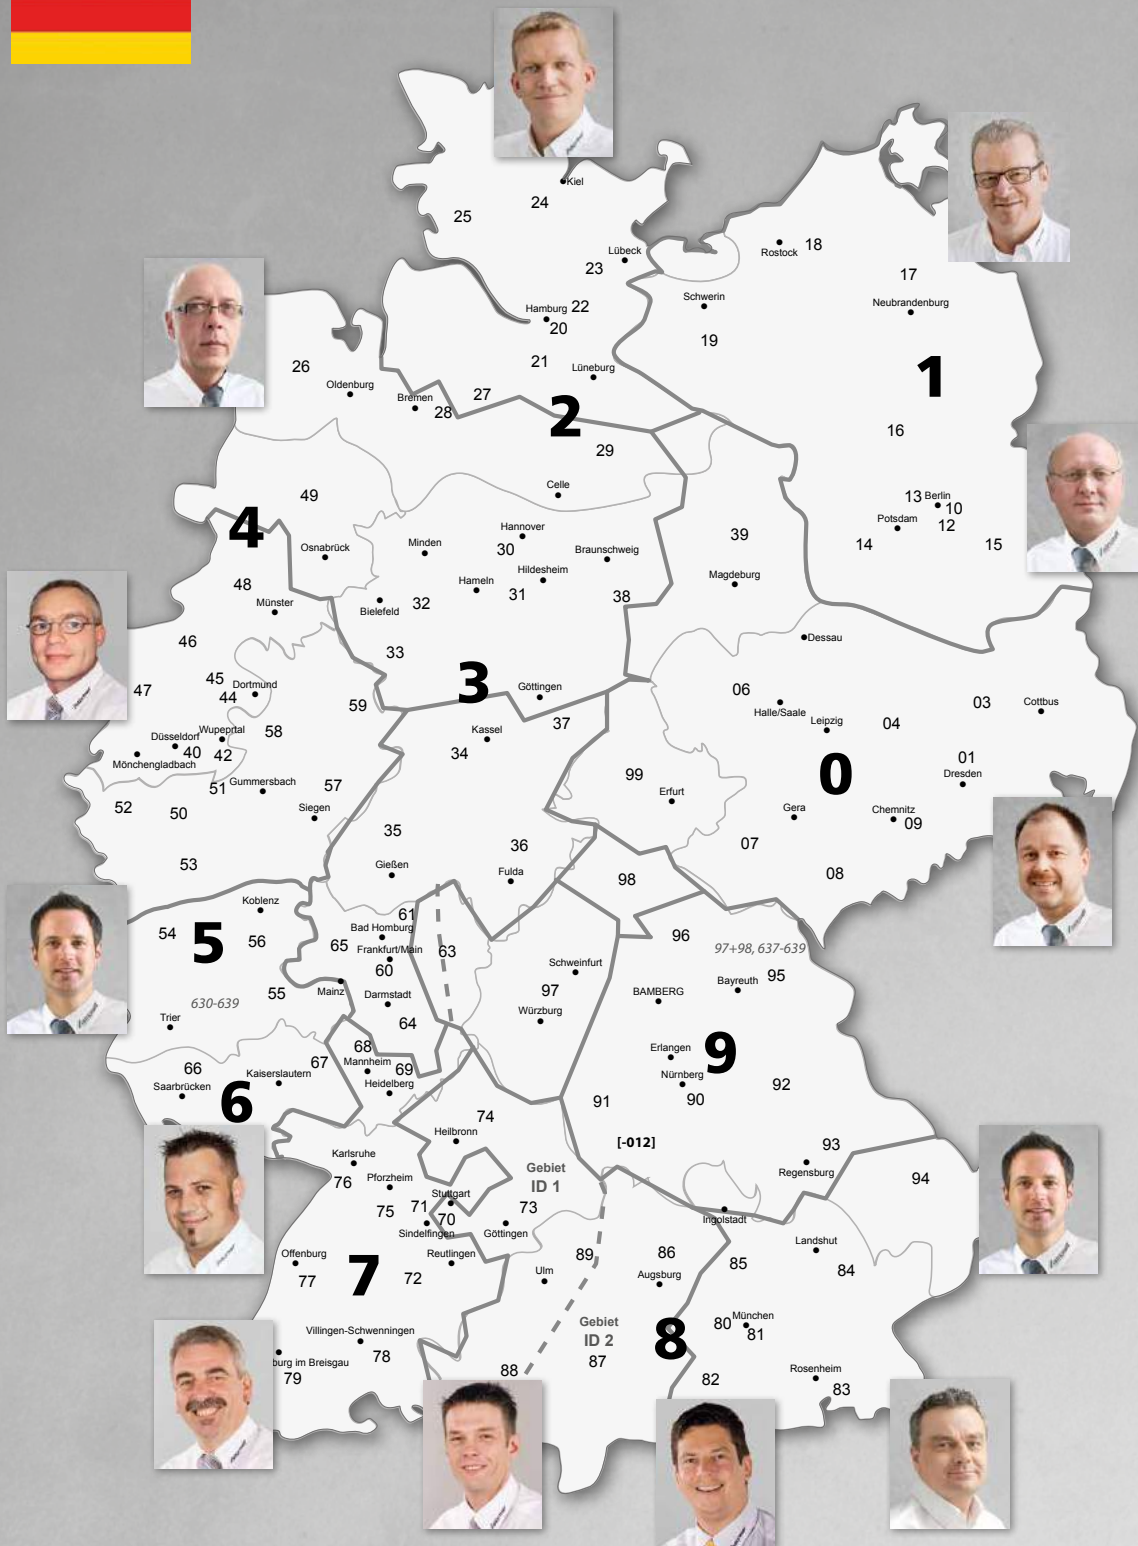 Kiel
24
25
Lübeck
23
Rostock
18
17
Schwerin
Neubrandenburg
Hamburg
22
20
19
26
21
Lüneburg
1
Oldenburg
Bremen
28
27
2
16
29
Celle
49
4
13
Berlin
10
Potsdam
12
14
15
Hannover
30
39
Osnabrück
Minden
Braunschweig
Hildesheim
Magdeburg
48
Hameln
31
38
Münster
Bielefeld
32
Dessau
46
33
45
44
Dortmund
47
3
Göttingen
06
03
Cottbus
59
Halle/Saale
Leipzig
04
37
Düsseldorf
Wupeprtal
58
Kassel
40
42
34
Mönchengladbach
01
Dresden
0
99
51
Gummersbach
57
Erfurt
52
50
Siegen
Gera
Chemnitz
09
35
36
07
53
Gießen
Fulda
08
98
Koblenz
61
54
5
56
Bad Homburg
65
Frankfurt/Main
63
60
96
97+98, 637-639
Schweinfurt
95
Bayreuth
55
Mainz
97
BAMBERG
630-639
Darmstadt
Trier
64
Würzburg
68
Erlangen
9
66
67
Mannheim
69
Saarbrücken
Kaiserslautern
Heidelberg
Nürnberg
92
6
91
90
74
Heilbronn
[-012]
93
Karlsruhe
Gebiet
ID 1
Regensburg
94
76
Pforzheim
Stuttgart
75
71
70
73
Sindelfingen
Göttingen
Ingolstadt
Offenburg
Reutlingen
89
86
Landshut
77
7
72
Ulm
Augsburg
85
84
Gebiet
ID 2
80
München
81
8
Villingen-Schwenningen
78
87
burg im Breisgau
79
88
82
Rosenheim
83